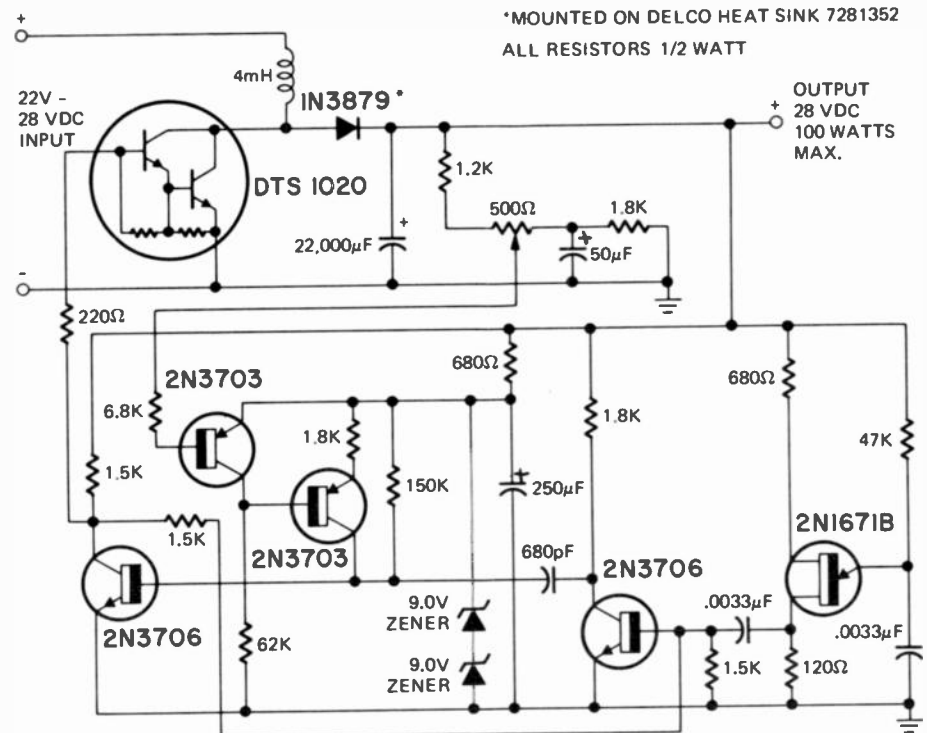 *MOUNTED ON DELCO HEAT SINK 7281352
ALL RESISTORS 1/2 WATT
+
4mH
IN3879*
22V -
28 VDC
INPUT
+
OUTPUT
28 VDC
100 WATTS
MAX.
DTS 1020
1.2K
500Ω
1.8K
+
22,000µF
+
50µF
-
220Ω
2N3703
680Ω
680Ω
6.8K
1.8K
1.8K
47K
1.5K
150K
+
250µF
1.5K
2N3703
2N1671B
680pF
2N3706
2N3706
9.0V
ZENER
.0033µF
.0033µF
62K
9.0V
ZENER
1.5K
120Ω